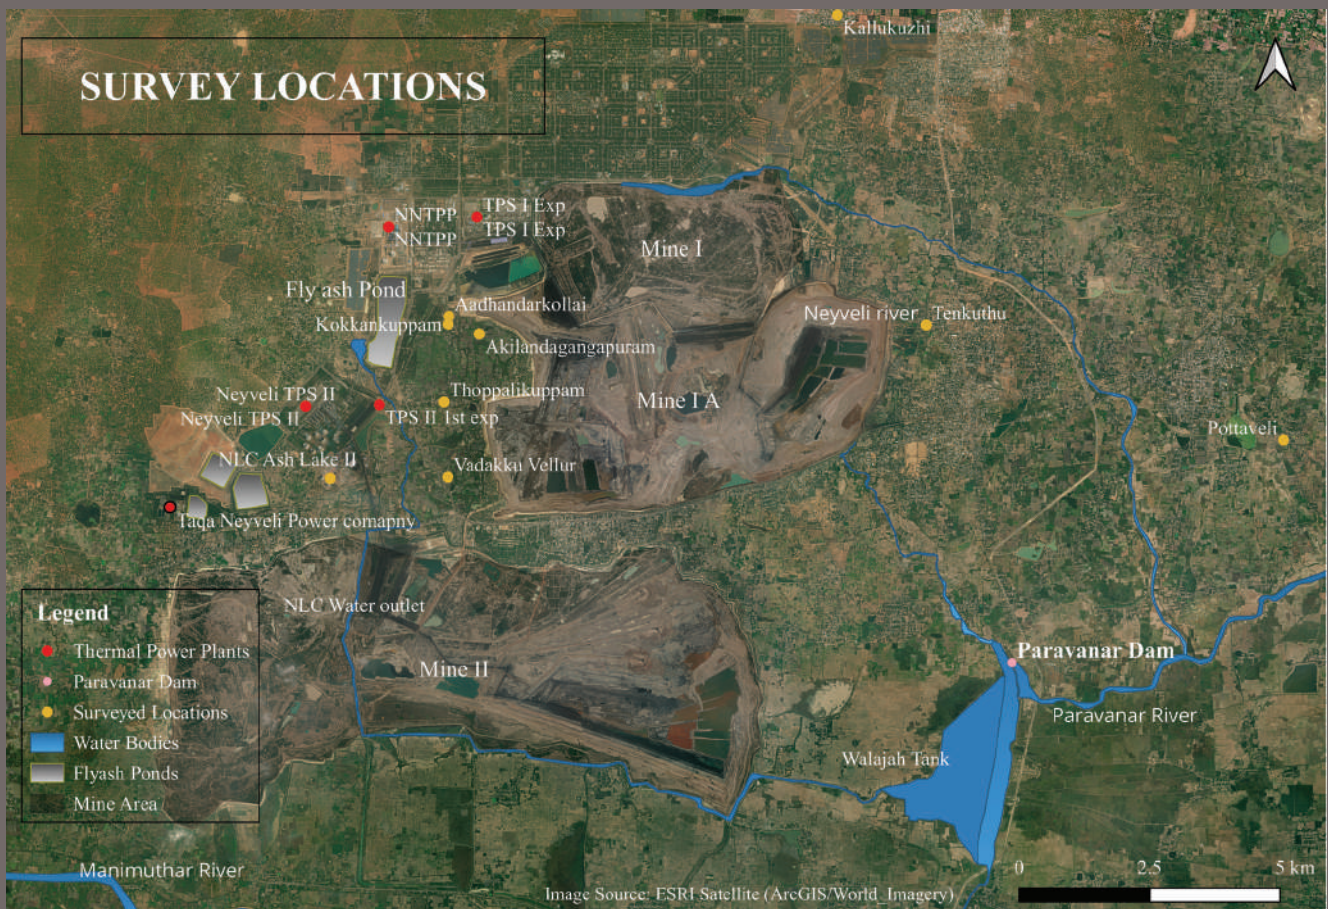 Kallukuzhi
SURVEY LOCATIONS
NNTPP
NNTPP
TPS I Exp
TPS I Exp
Mine I
Fly ash Pond
Aadhandarkollai
Kokkankuppam
Akilandagangapuram
Neyveli river
Tenkuthu
Neyveli TPS II
Neyveli TPS II
TPS II 1st exp
Thoppalikuppam
Mine I A
Pottaveli
NLC Ash Lake II
Vadakku Vellur
Taqa Neyveli Power comapny
NLC Water outlet
Mine II
Paravanar Dam
Paravanar River
Walajah Tank
Legend
Thermal Power Plants
Paravanar Dam
Surveyed Locations
Water Bodies
Flyash Ponds
Mine Area
Manimuthar River
0 2.5 5 km
Image Source: ESRI Satellite (ArcGIS/World_Imagery)